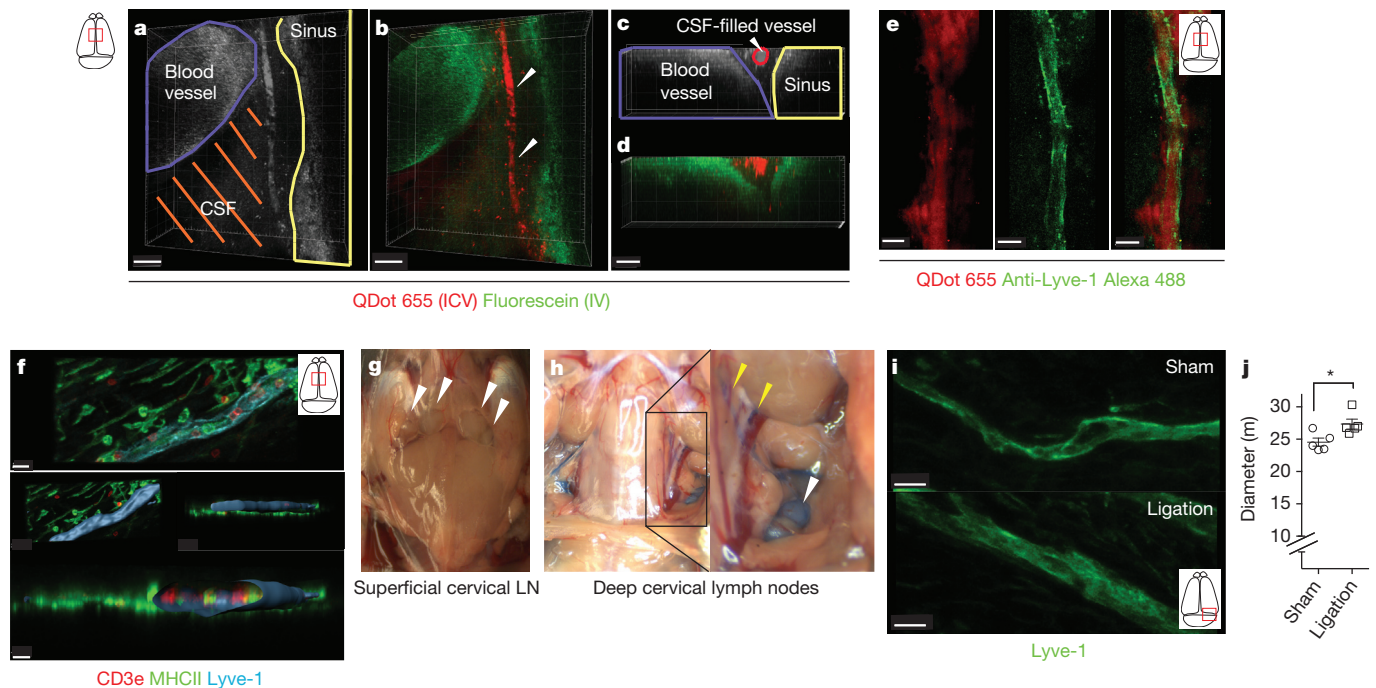 a
Sinus
Blood
vessel
CSF
b
c
CSF-filled vessel
Blood
vessel
Sinus
d
QDot 655 (ICV) Fluorescein (IV)
e
QDot 655 Anti-Lyve-1 Alexa 488
f
CD3e MHCII Lyve-1
g
Superficial cervical LN
h
Deep cervical lymph nodes
i
Sham
Ligation
Lyve-1
j
*
Diameter (m)
30
25
20
15
10
Sham
Ligation